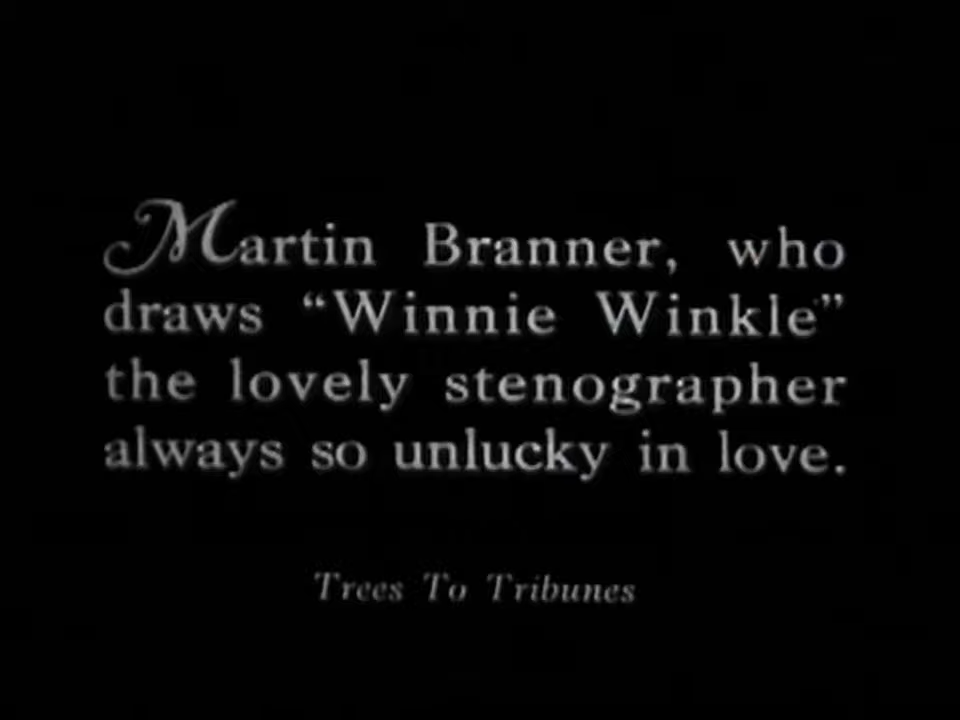 Martin Branner, who
draws “Winnie Winkle”
the lovely stenographer
always so unlucky in love.
Trees To Tribunes